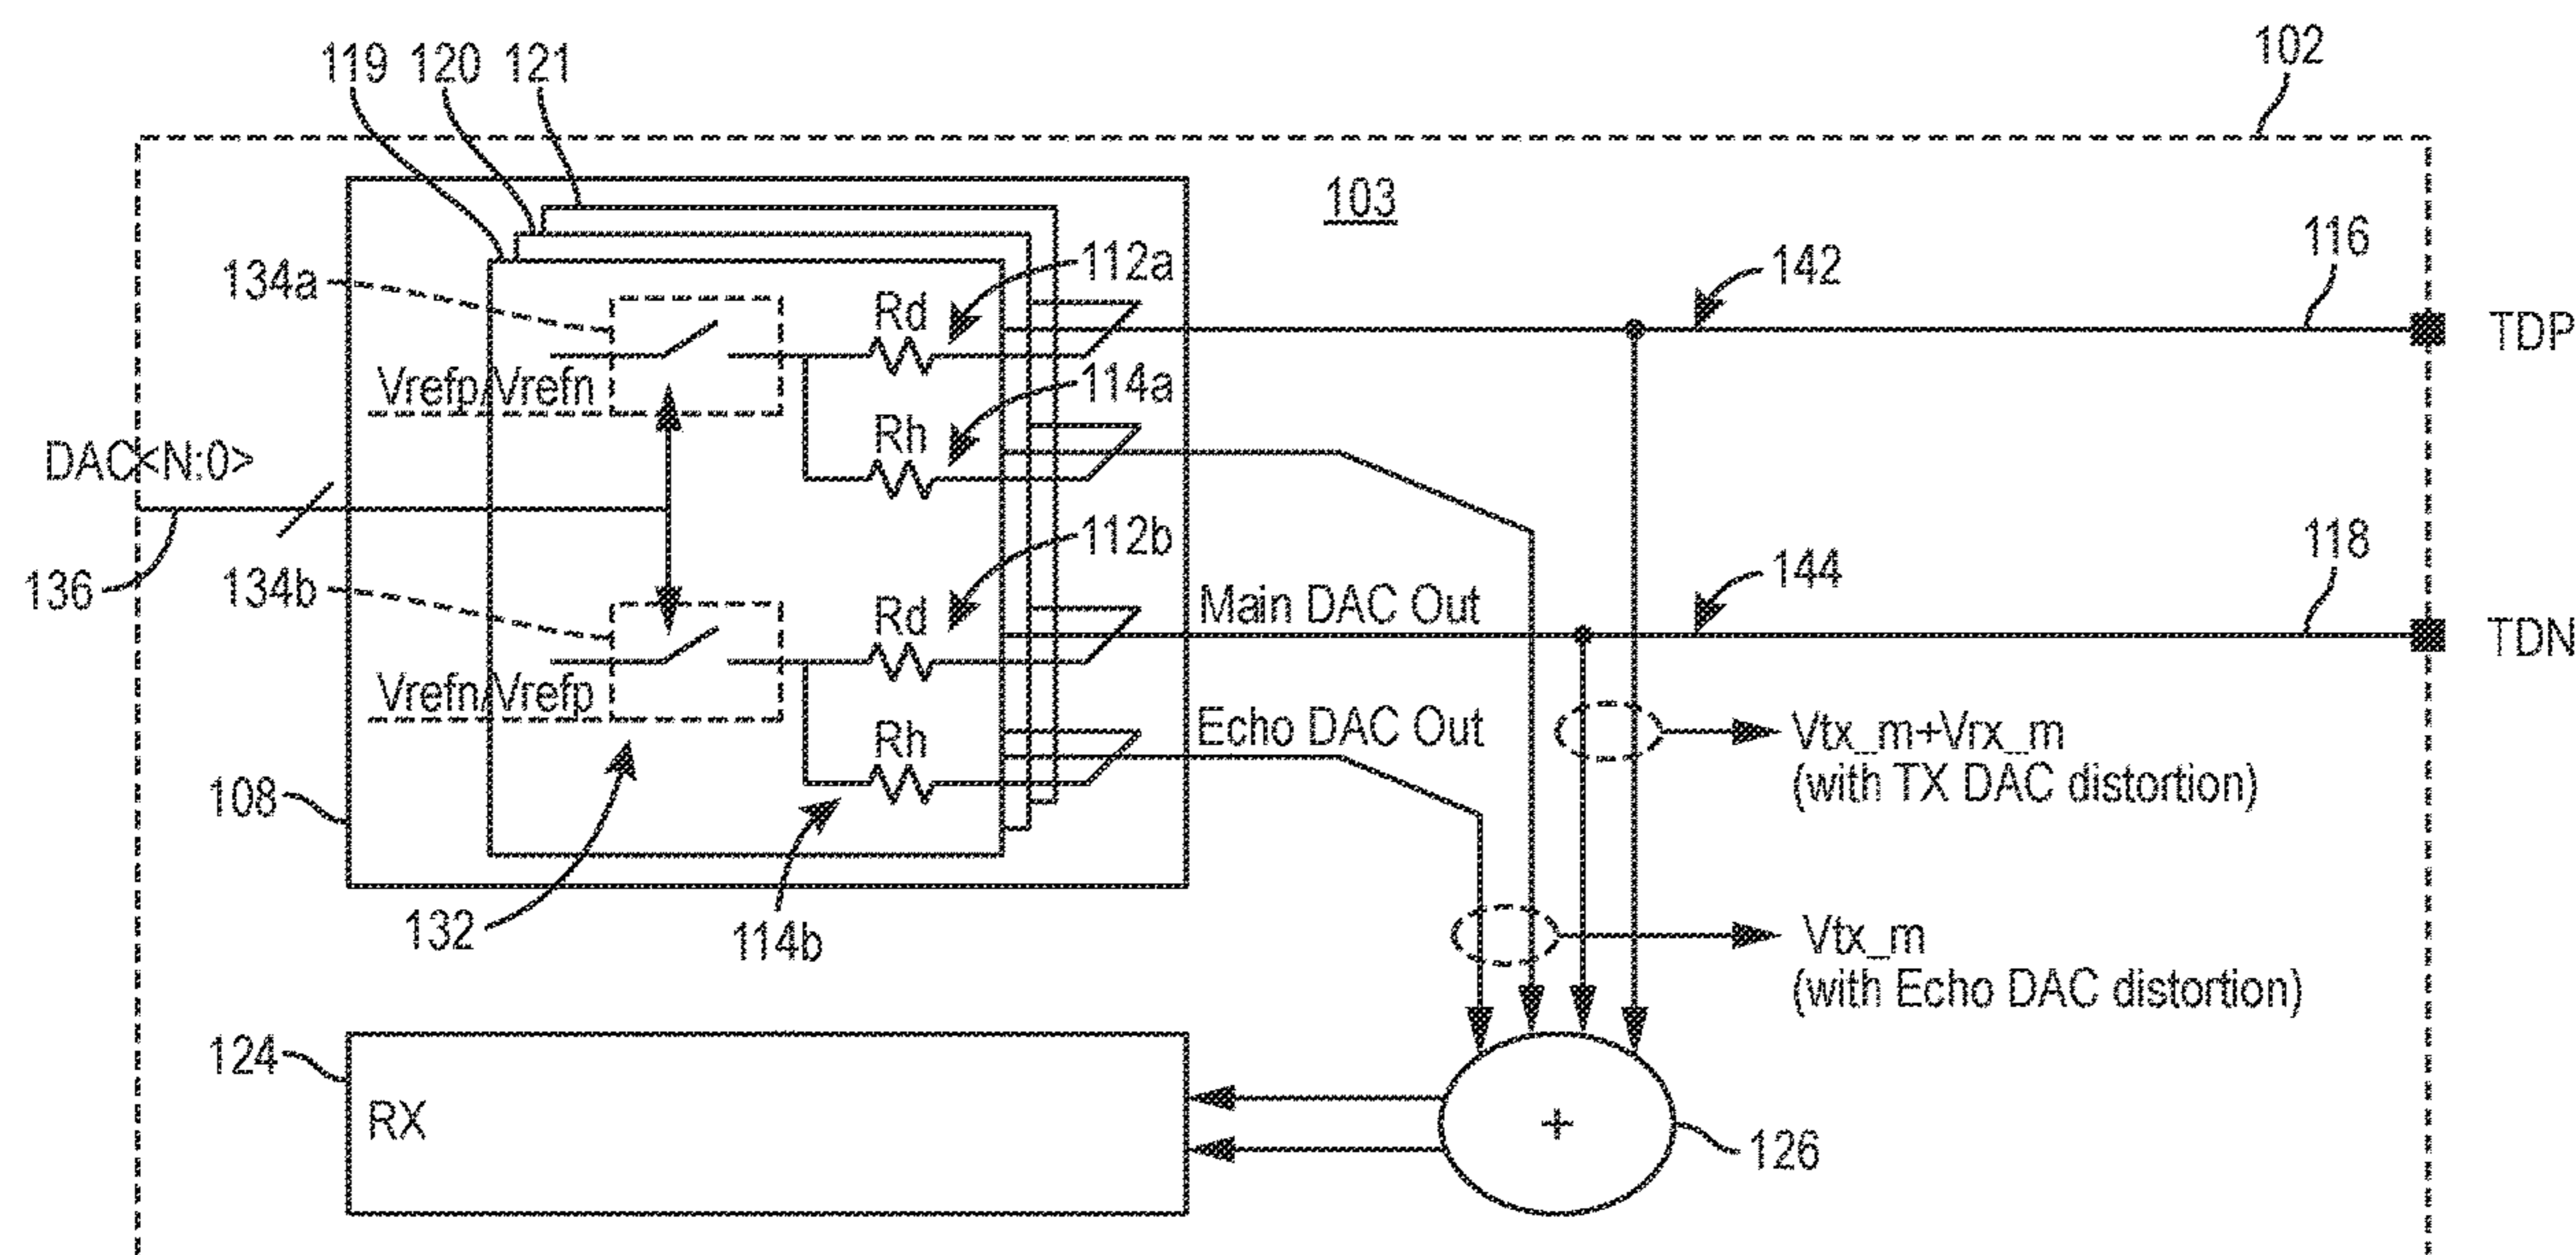 102
119 120 121
103
116
134a
112a
142
Rd
TDP
Vrefp/Vrefn
114a
Rh
DAC<N:0>
112b
118
136
134b
144
Rd
Main DAC Out
TDN
Vrefn/Vrefp
Rh
Echo DAC Out
Vtx_m+Vrx_m
(with TX DAC distortion)
108
132
114b
Vtx_m
(with Echo DAC distortion)
124
RX
+
126